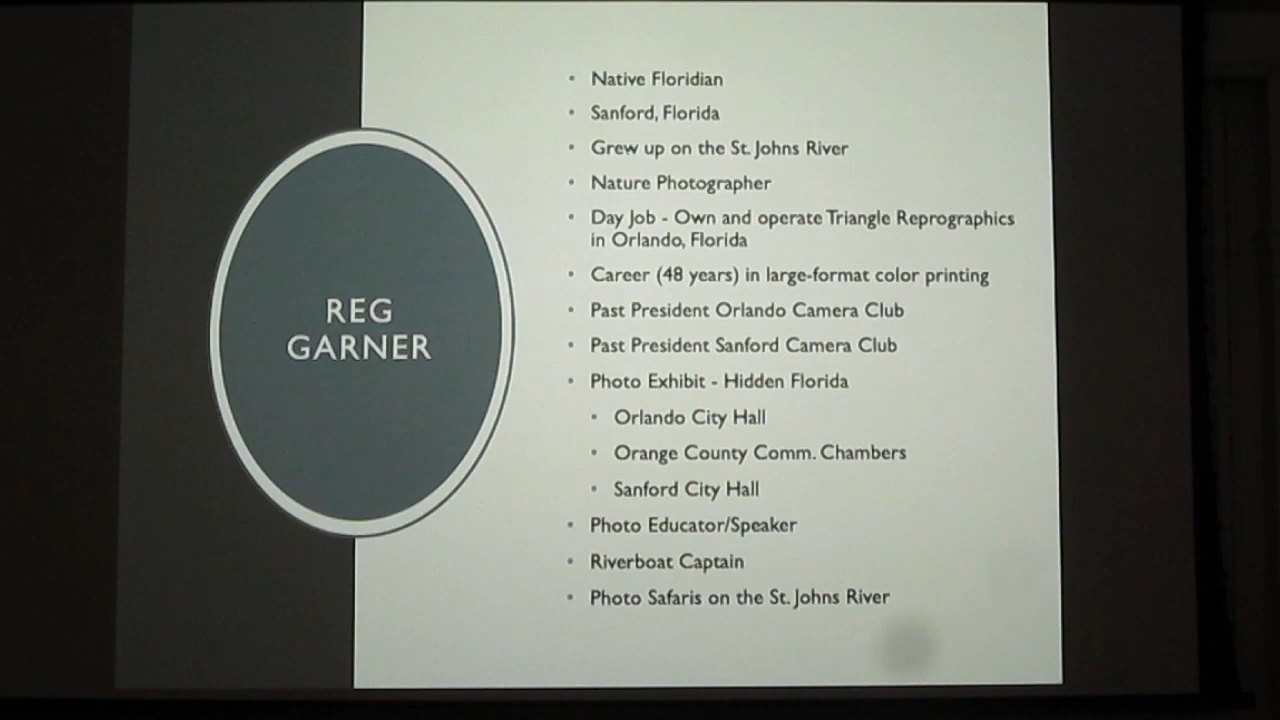 REG
GARNER
• Native Floridian
• Sanford, Florida
• Grew up on the St. Johns River
• Nature Photographer
• Day Job - Own and operate Triangle Reprographics
in Orlando, Florida
• Career (48 years) in large-format color printing
• Past President Orlando Camera Club
• Past President Sanford Camera Club
• Photo Exhibit - Hidden Florida
• Orlando City Hall
• Orange County Comm. Chambers
• Sanford City Hall
• Photo Educator/Speaker
• Riverboat Captain
• Photo Safaris on the St. Johns River